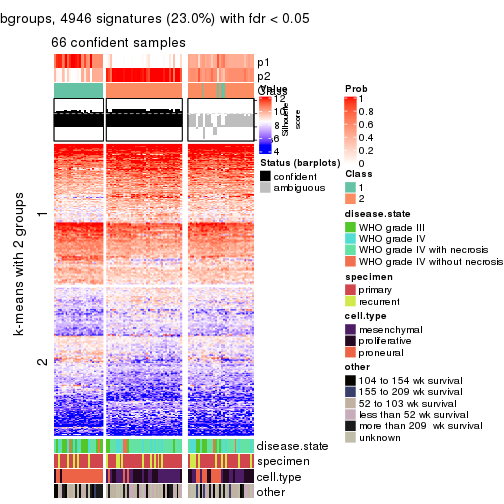 bgroups, 4946 signatures (23.0%) with fdr < 0.05
66 confident samples
p1
p2
Class
Silhouette
score
k-means with 2 groups
1
2
disease.state
specimen
cell.type
other
Value
12
10
8
6
4
Status (barplots)
confident
ambiguous
Prob
1
0.8
0.6
0.4
0.2
0
Class
1
2
disease.state
WHO grade III
WHO grade IV
WHO grade IV with necrosis
WHO grade IV without necrosis
specimen
primary
recurrent
cell.type
mesenchymal
proliferative
proneural
other
104 to 154 wk survival
155 to 209 wk survival
52 to 103 wk survival
less than 52 wk survival
more than 209 wk survival
unknown